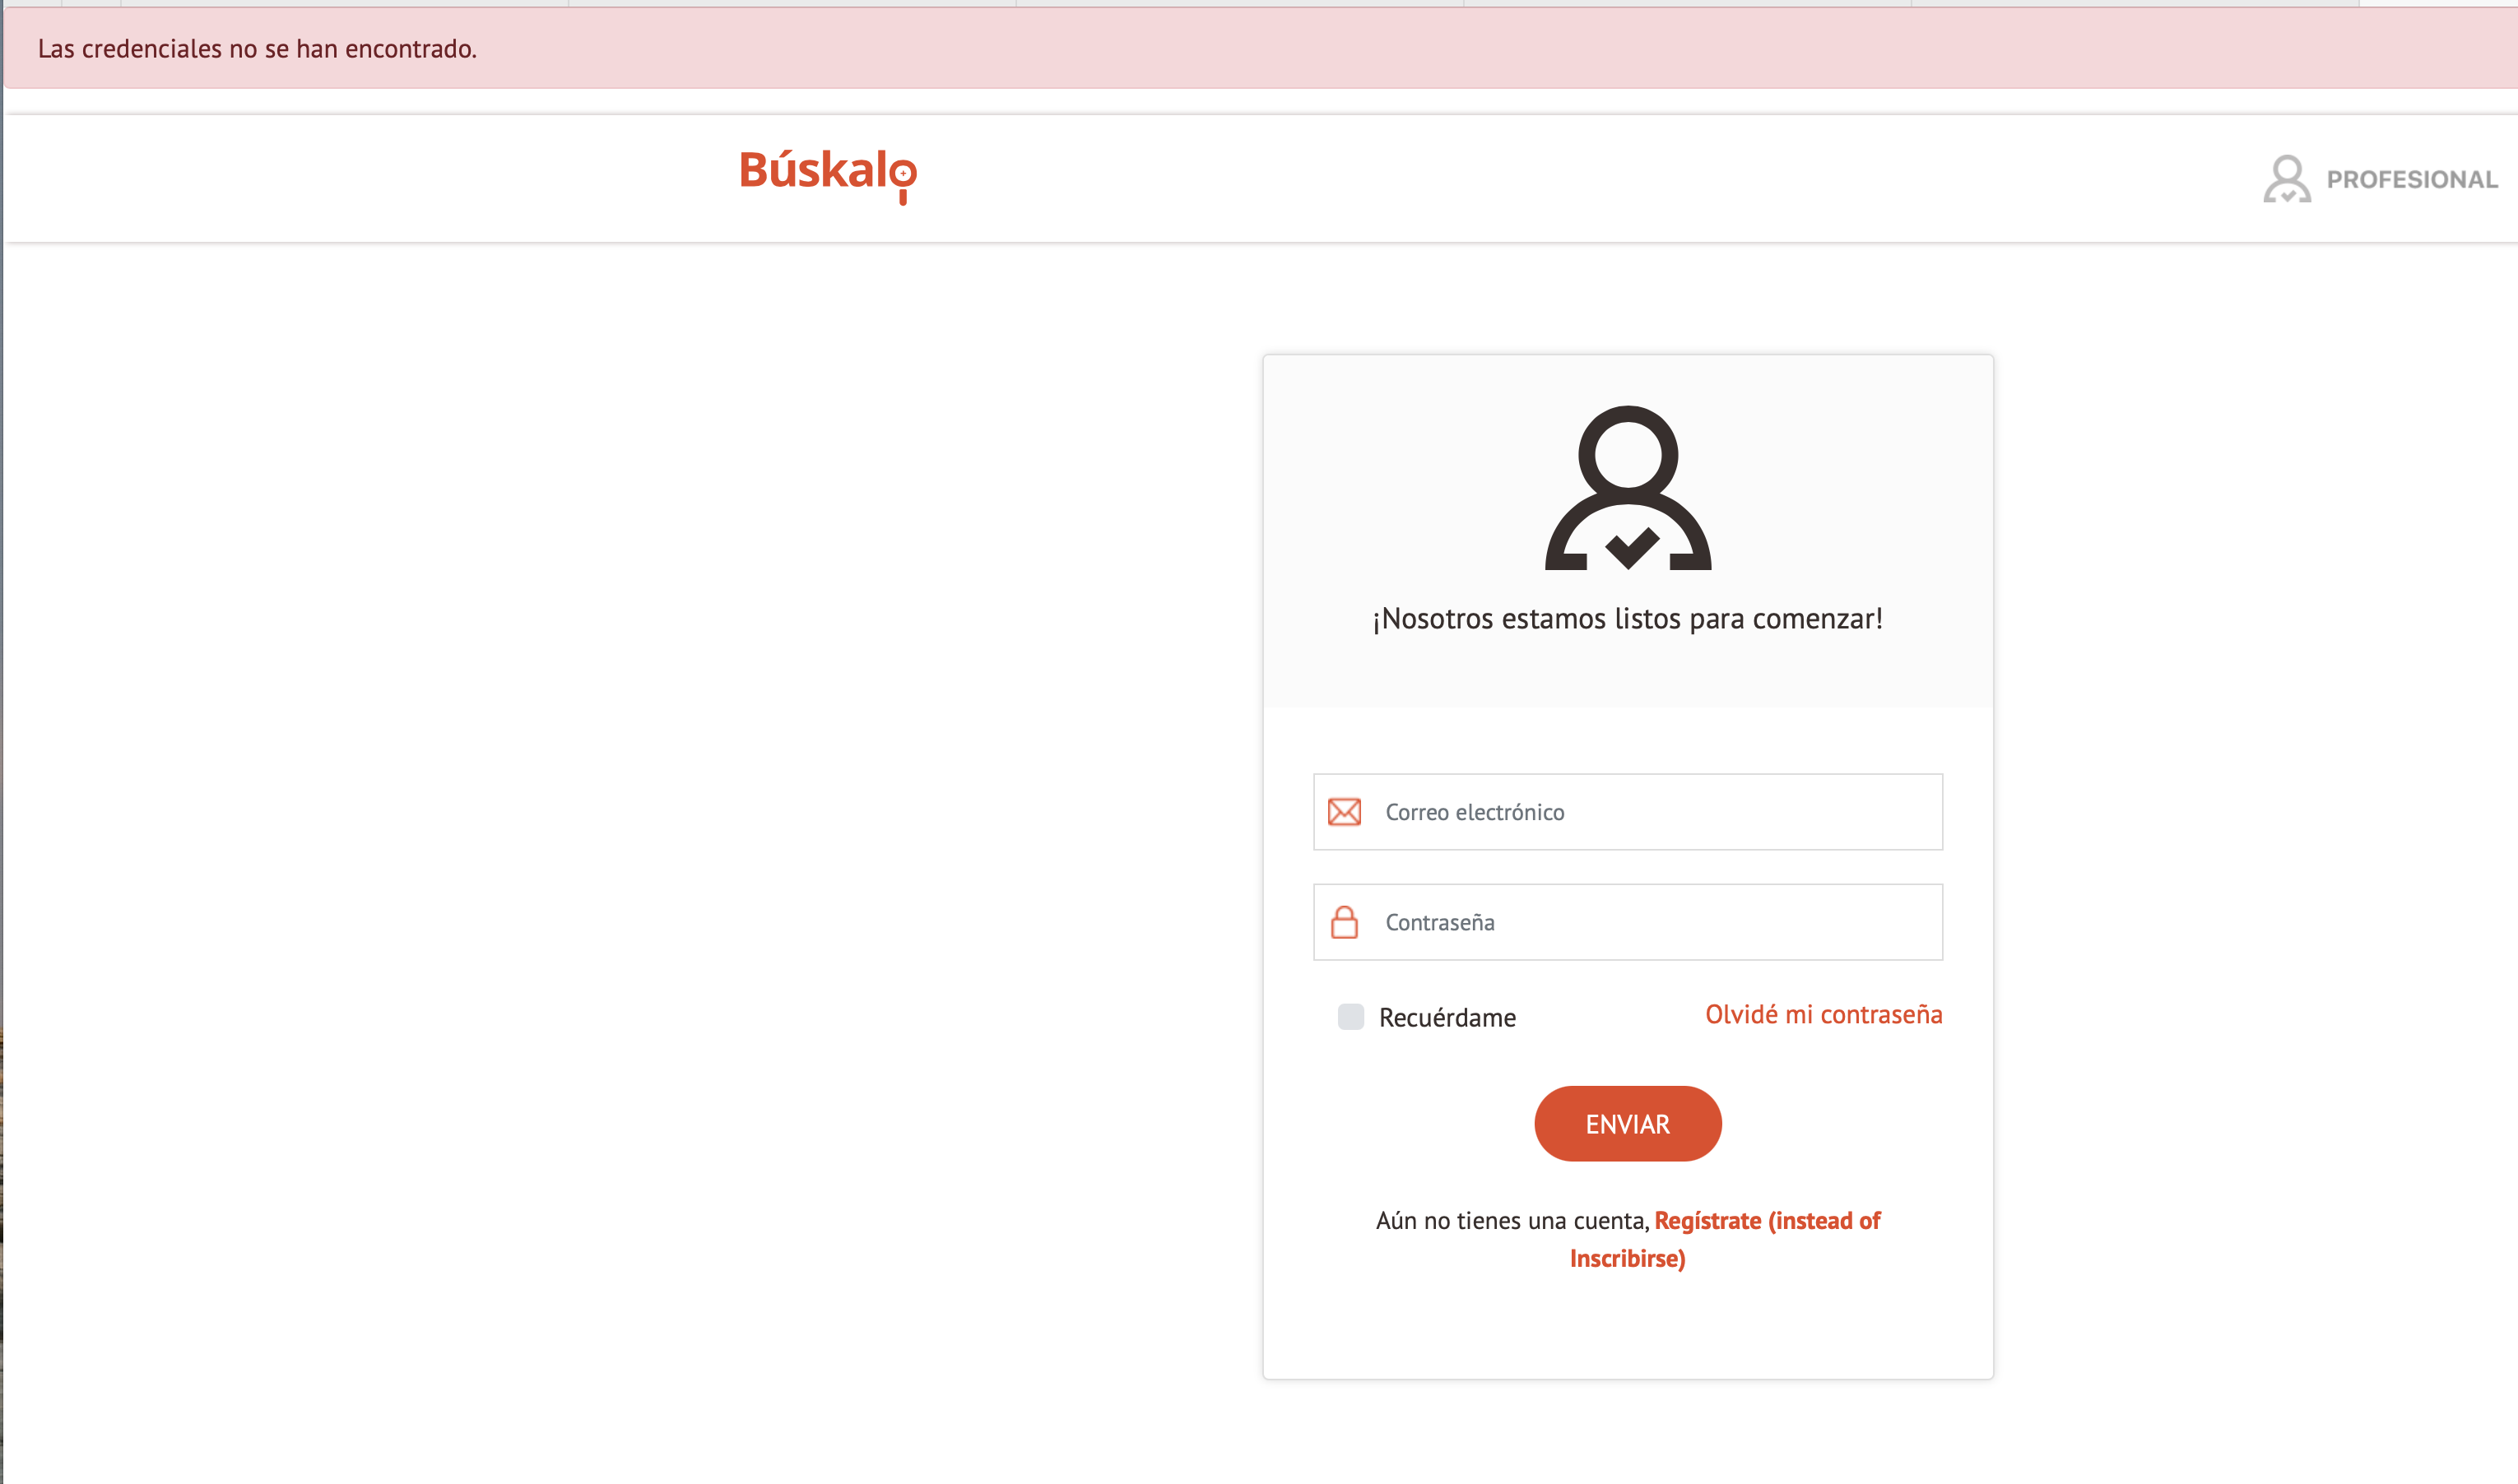 Las credenciales no se han encontrado.
Búskalo
PROFESIONAL
¡Nosotros estamos listos para comenzar!
Correo electrónico
Contraseña
Recuérdame
Olvidé mi contraseña
ENVIAR
Aún no tienes una cuenta, Regístrate (instead of
Inscribirse)